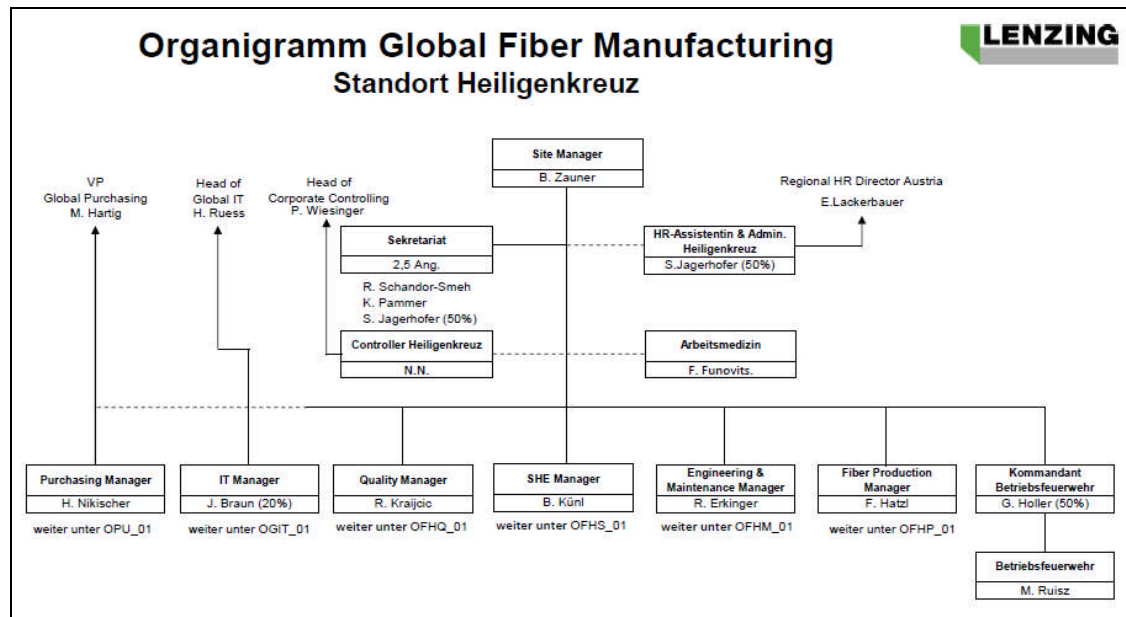 Organigramm Global Fiber Manufacturing
Standort Heiligenkreuz
LENZING
Site Manager
B. Zauner
VP
Global Purchasing
M. Hartig
Head of
Global IT
H. Ruess
Head of
Corporate Controlling
P. Wiesinger
Regional HR Director Austria
E.Lackerbauer
Sekretariat
2,5 Ang.
R. Schandor-Smeh
K. Pammer
S. Jagerhofer (50%)
HR-Assistentin & Admin.
Heiligenkreuz
S.Jagerhofer (50%)
Controller Heiligenkreuz
N.N.
Arbeitsmedizin
F. Funovits.
Purchasing Manager
H. Nikischer
weiter unter OPU_01
IT Manager
J. Braun (20%)
weiter unter OGIT_01
Quality Manager
R. Kraijcic
weiter unter OFHQ_01
SHE Manager
B. Künl
weiter unter OFHS_01
Engineering &
Maintenance Manager
R. Erkinger
weiter unter OFHM_01
Fiber Production
Manager
F. Hatzl
weiter unter OFHP_01
Kommandant
Betriebsfeuerwehr
G. Holler (50%)
Betriebsfeuerwehr
M. Ruisz